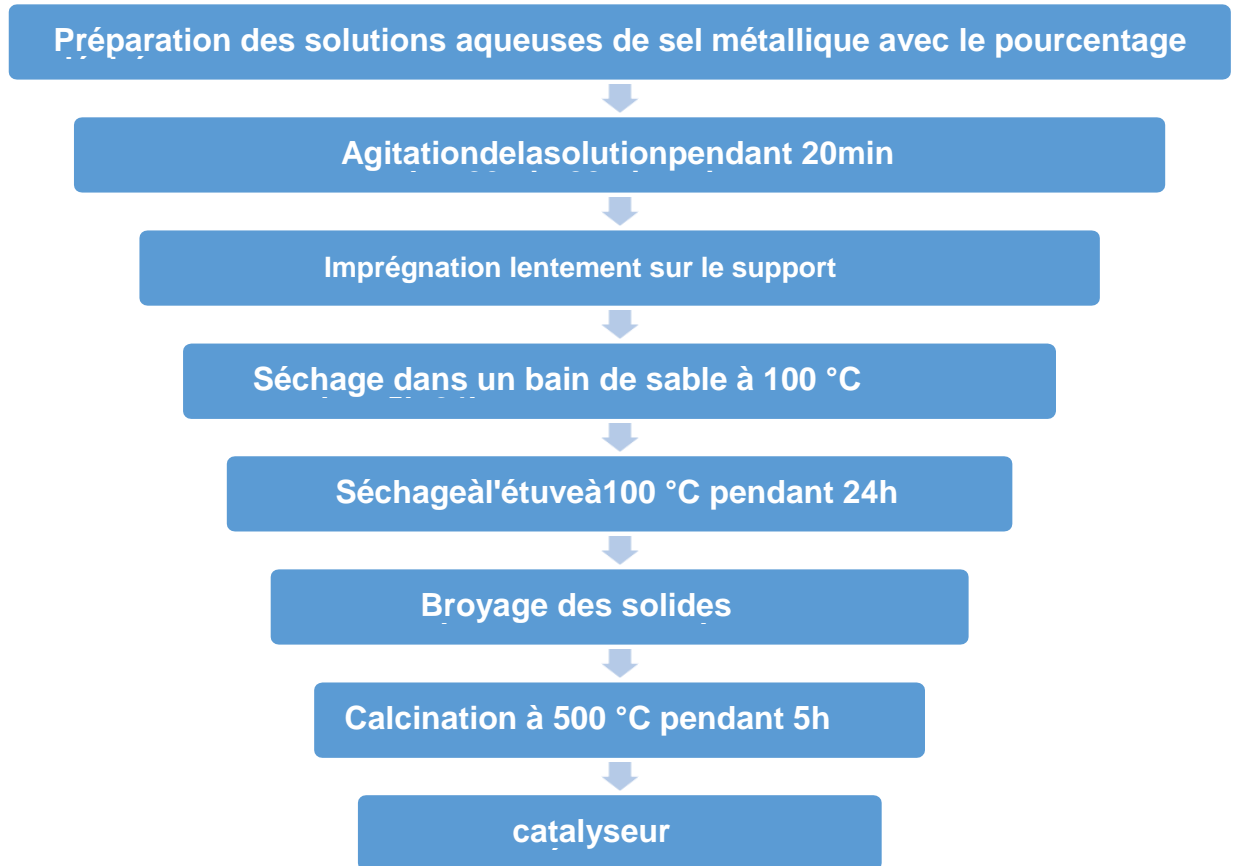 Préparation des solutions aqueuses de sel métallique avec le pourcentage
Agitationdelasolutionpendant 20min
Imprégnation lentement sur le support
Séchage dans un bain de sable à 100 °C
Séchageàl'étuveà100 °C pendant 24h
Broyage des solides
Calcination à 500 °C pendant 5h
catalyseur